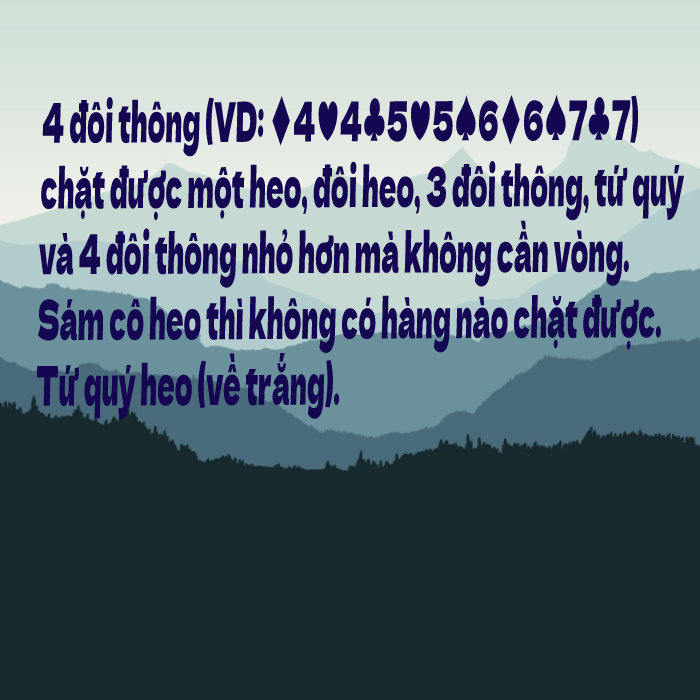 4 đôi thông (VD: ♦4♥4♣5♥5♠6♦6♠7♣7)
chặt được một heo, đôi heo, 3 đôi thông, tứ quý
và 4 đôi thông nhỏ hơn mà không cần vòng.
Sám cô heo thì không có hàng nào chặt được.
Tứ quý heo (về trắng).